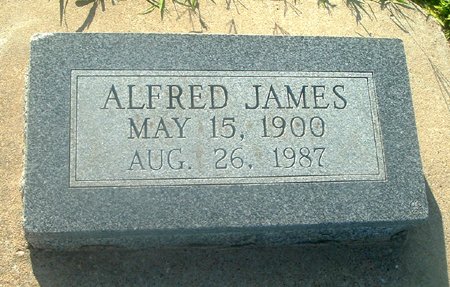 ALFRED JAMES
MAY 15, 1900
AUG. 26, 1987